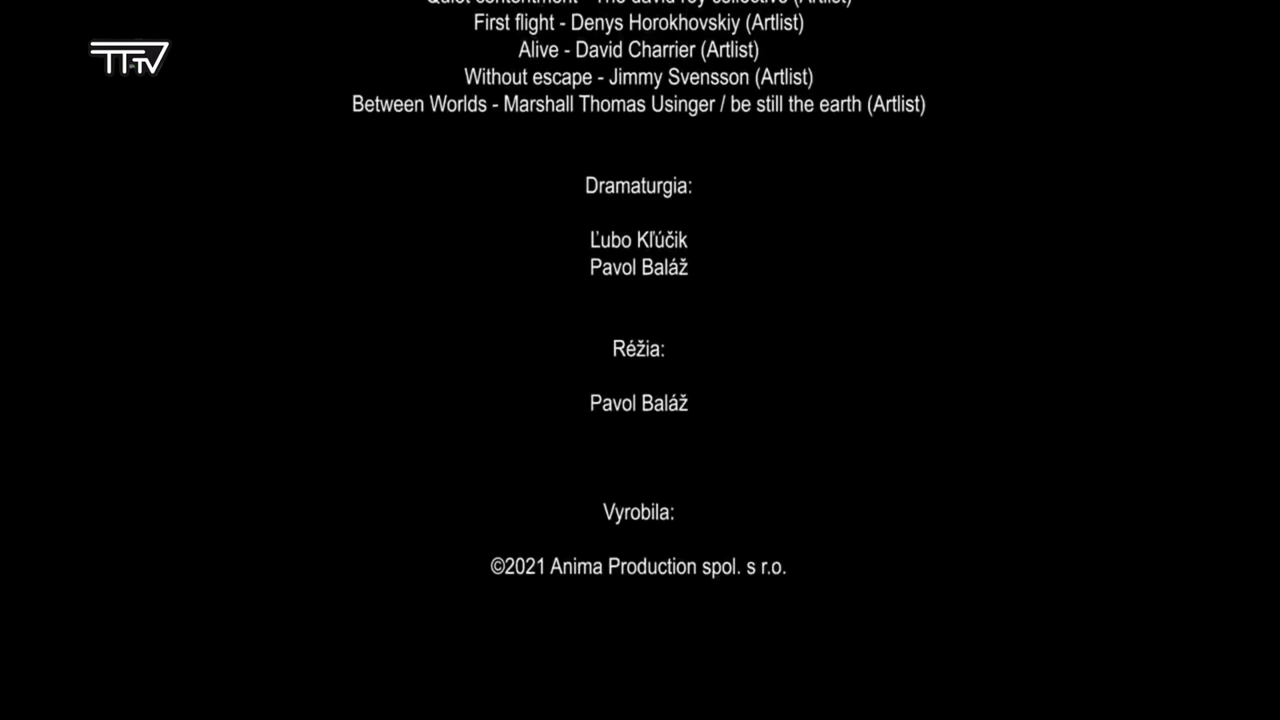 TT-TV
First flight - Denys Horokhovskiy (Artlist)
Alive - David Charrier (Artlist)
Without escape - Jimmy Svensson (Artlist)
Between Worlds - Marshall Thomas Usinger / be still the earth (Artlist)
Dramaturgia:
Ľubo Kľúčik
Pavol Baláž
Réžia:
Pavol Baláž
Vyrobila:
©2021 Anima Production spol. s r.o.